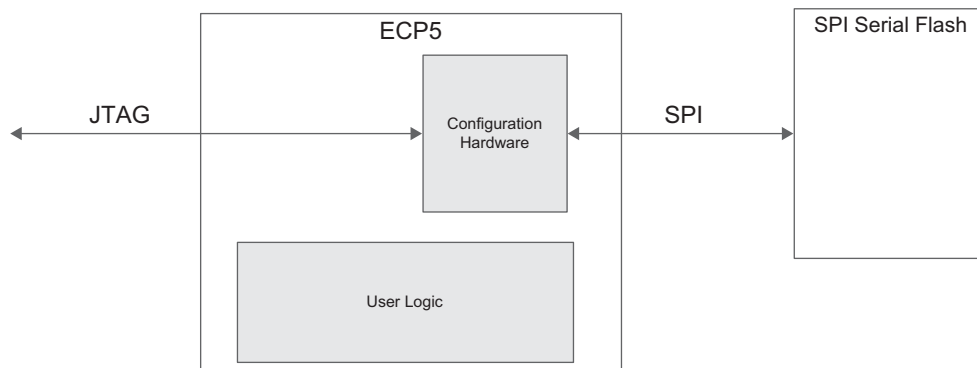 ECP5
SPI Serial Flash
JTAG
Configuration
Hardware
SPI
User Logic